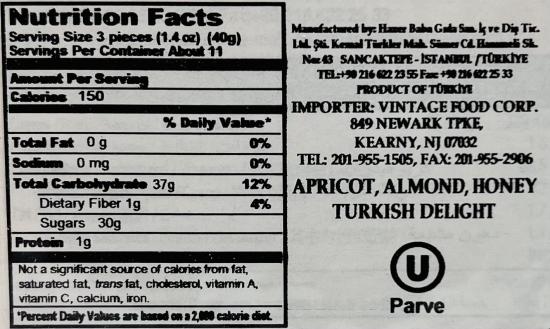 Nutrition Facts
Serving Size 3 pieces (1.4 oz) (40g)
Servings Per Container About 11
Amount Per Serving
Calories 150
% Daily Value*
Total Fat 0 g 0%
Sodium 0 mg 0%
Total Carbohydrate 37g 12%
Dietary Fiber 1g 4%
Sugars 30g
Protein 1g
Not a significant source of calories from fat,
saturated fat, trans fat, cholesterol, vitamin A,
vitamin C, calcium, iron.
*Percent Daily Values are based on a 2,000 calorie diet.
Manufactured by: Hazer Baba Gıda San. İç ve Dış Tic.
Ltd. Şti. Kemal Türkler Mah. Sümer Cd. Hanımeli Sk.
No: 43 SANCAKTEPE - İSTANBUL / TÜRKİYE
TEL:+90 216 622 23 55 Fax: +90 216 622 25 33
PRODUCT OF TÜRKİYE
IMPORTER: VINTAGE FOOD CORP.
849 NEWARK TPKE,
KEARNY, NJ 07032
TEL: 201-955-1505, FAX: 201-955-2906
APRICOT, ALMOND, HONEY
TURKISH DELIGHT
U
Parve